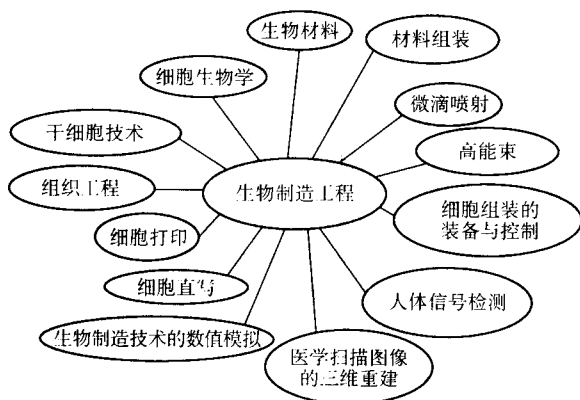 生物材料
材料组装
细胞生物学
微滴喷射
干细胞技术
高能束
组织工程
生物制造工程
细胞组装的
装备与控制
细胞打印
细胞直写
人体信号检测
生物制造技术的数值模拟
医学扫描图像
的三维重建